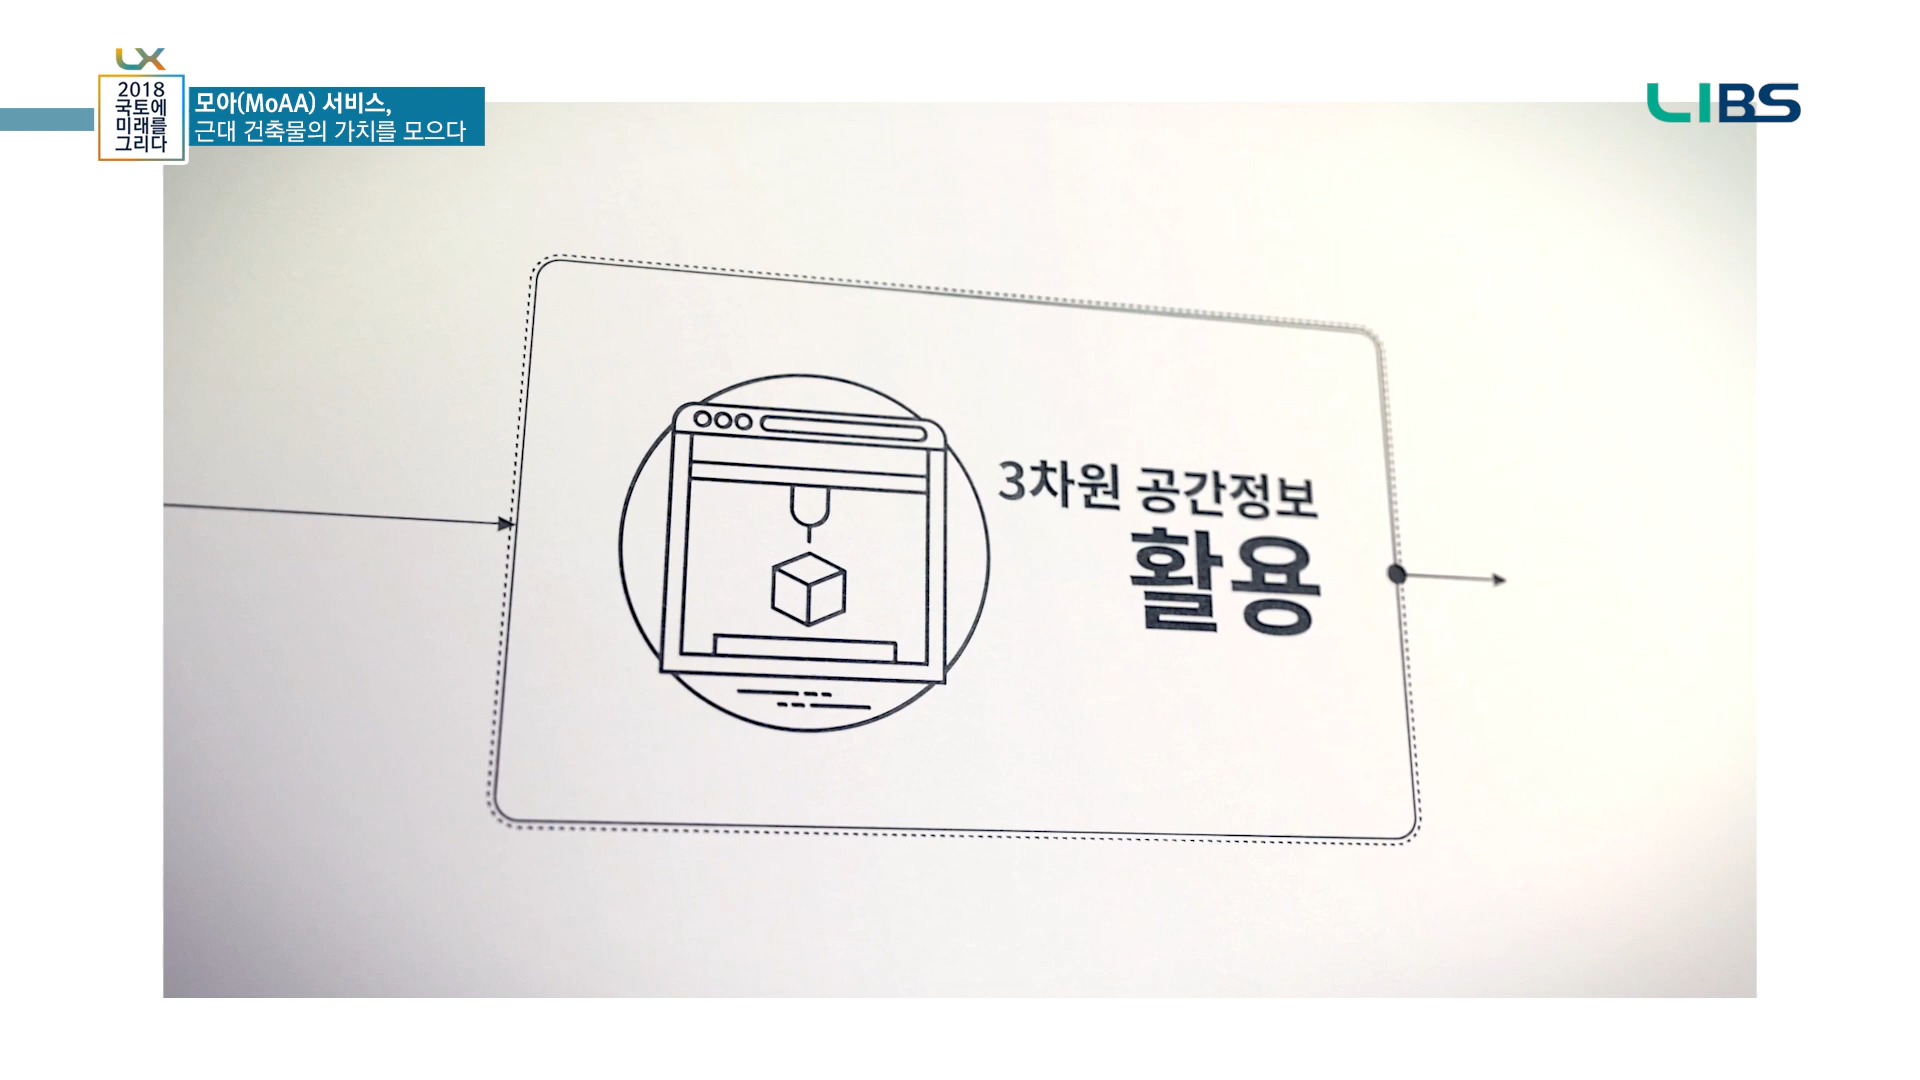 LX
2018
국토에
미래를
그리다
모아(MoAA) 서비스,
근대 건축물의 가치를 모으다
LIBS
3차원 공간정보
활용